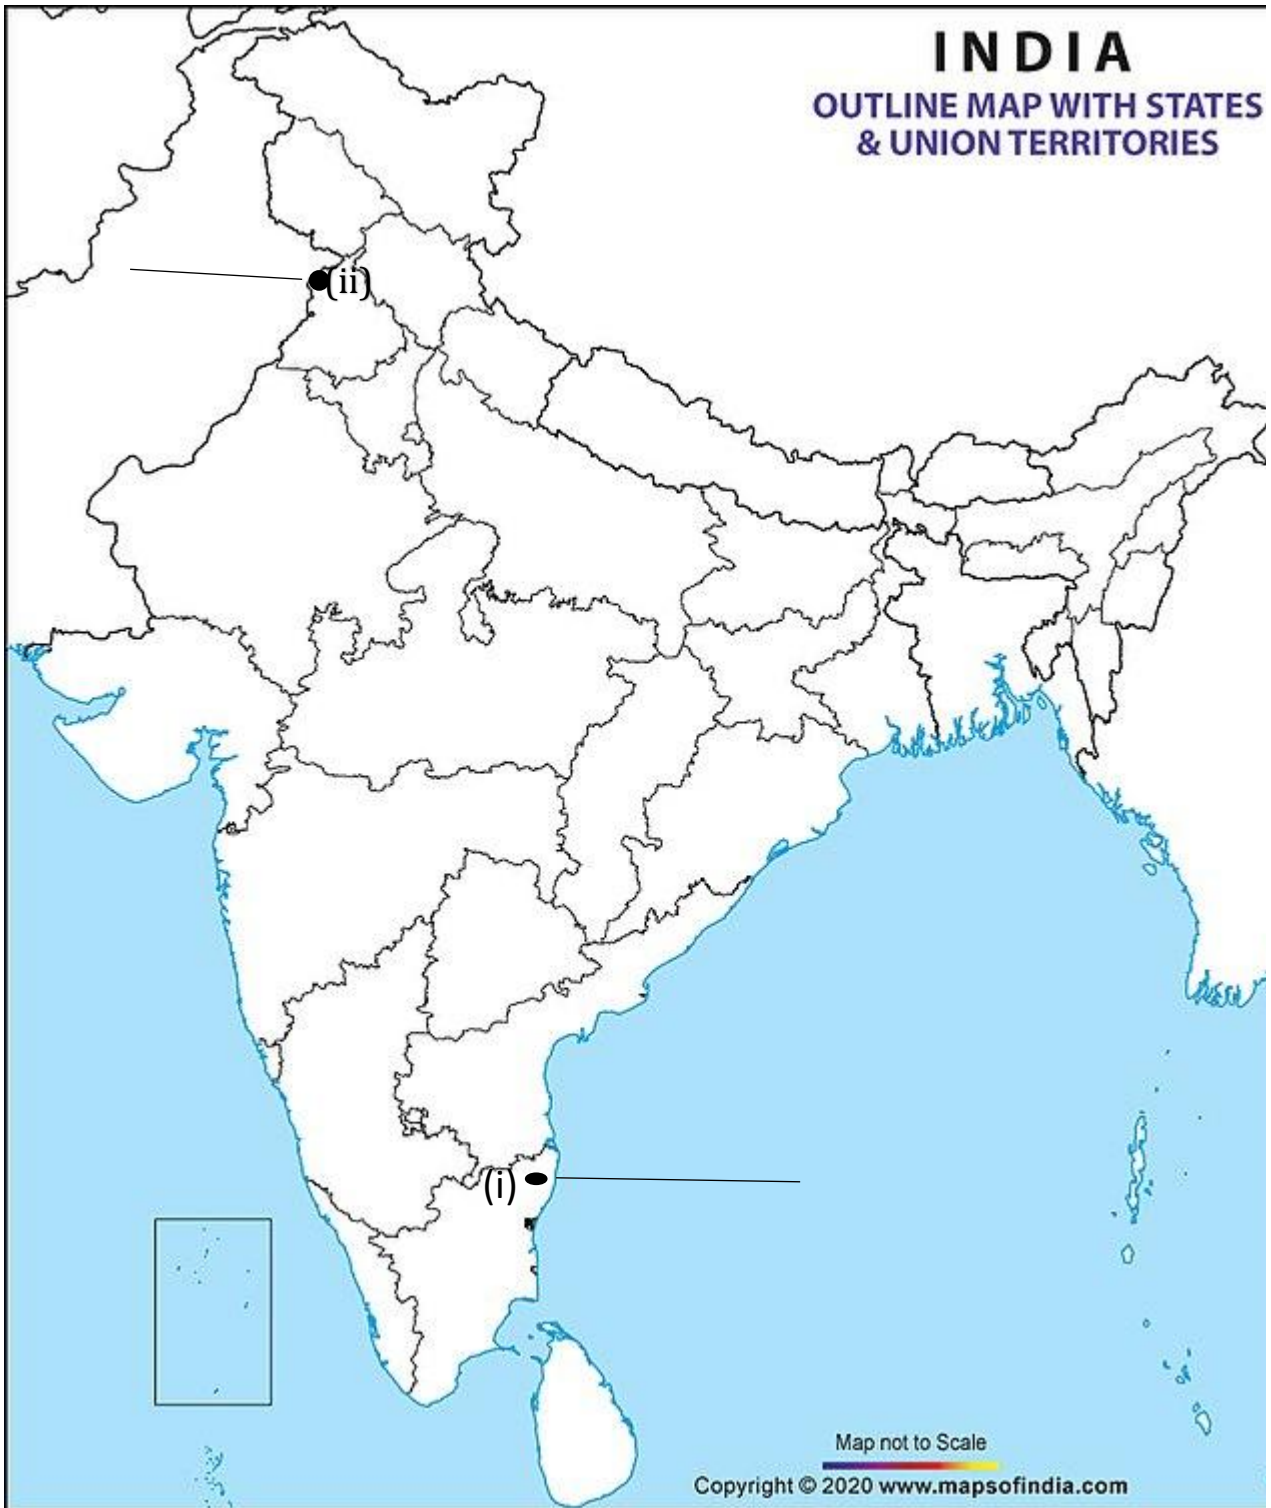 INDIA
OUTLINE MAP WITH STATES
& UNION TERRITORIES
(ii)
(i)
Map not to Scale
Copyright © 2020 www.mapsofindia.com